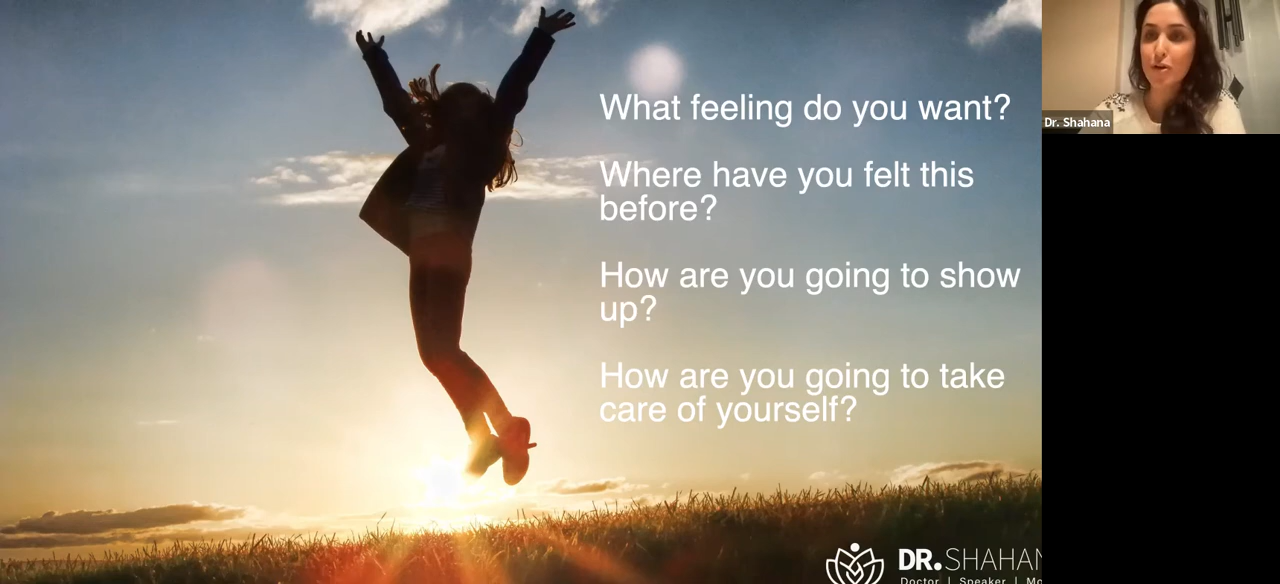 What feeling do you want?
Where have you felt this
before?
How are you going to show
up?
How are you going to take
care of yourself?
Dr. Shahana
DR.SHAHAN
Doctor | Speaker | Mo